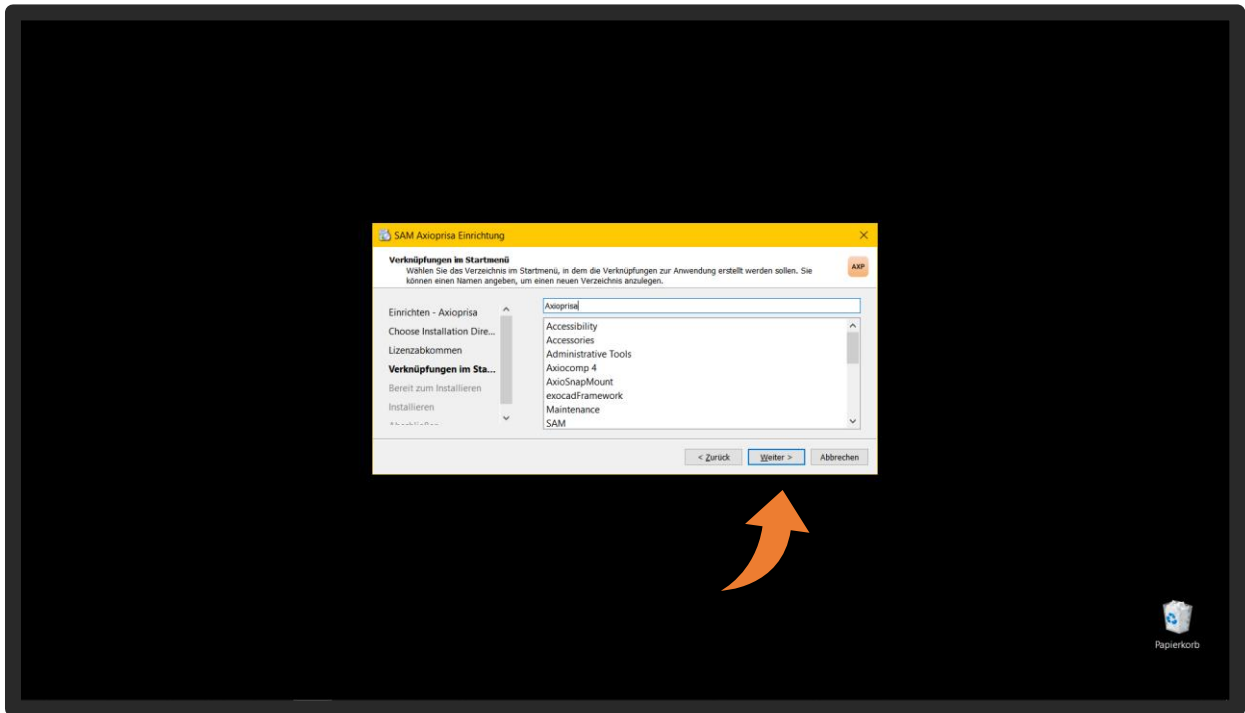 SAM Axioprisa Einrichtung
Verknüpfungen im Startmenü
Wählen Sie das Verzeichnis im Startmenü, in dem die Verknüpfungen zur Anwendung erstellt werden sollen. Sie
können einen Namen angeben, um einen neuen Verzeichnis anzulegen.
AXP
Einrichten - Axioprisa
Choose Installation Dire...
Lizenzabkommen
Verknüpfungen im Sta...
Bereit zum Installieren
Installieren
Axioprisa
Accessibility
Accessories
Administrative Tools
Axiocomp 4
AxioSnapMount
exocadFramework
Maintenance
SAM
< Zurück
Weiter >
Abbrechen
Papierkorb